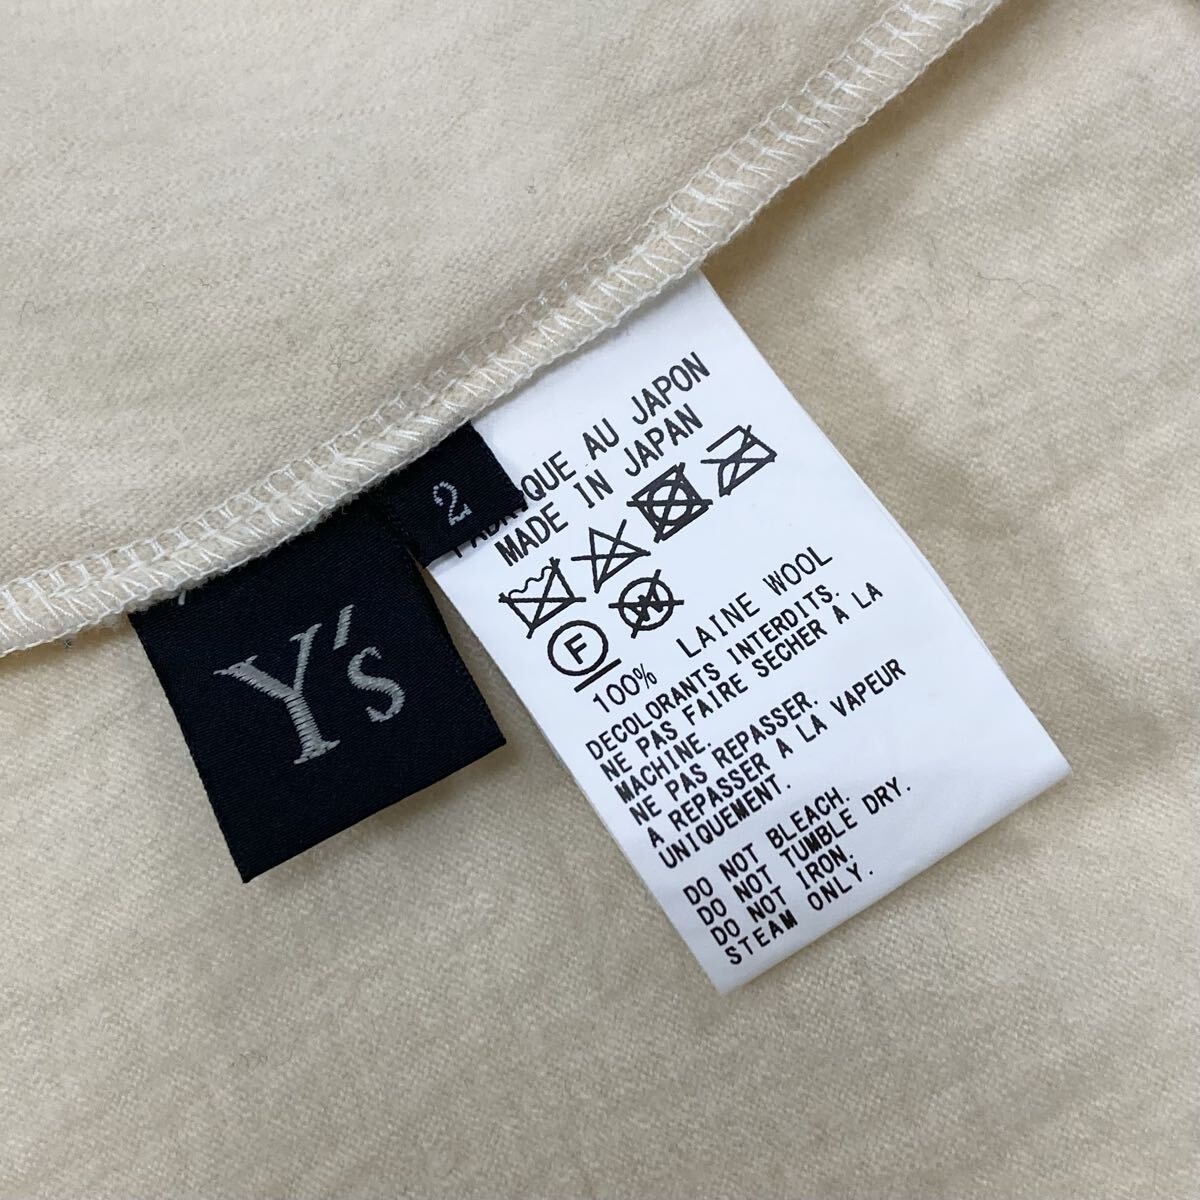 Y's
2
FABRIQUE AU JAPON
MADE IN JAPAN
F
W
100% LAINE WOOL
DECOLORANTS INTERDITS.
NE PAS FAIRE SECHER A LA
MACHINE.
NE PAS REPASSER.
A REPASSER A LA VAPEUR
UNIQUEMENT.
DO NOT BLEACH.
DO NOT TUMBLE DRY.
DO NOT IRON.
STEAM ONLY.